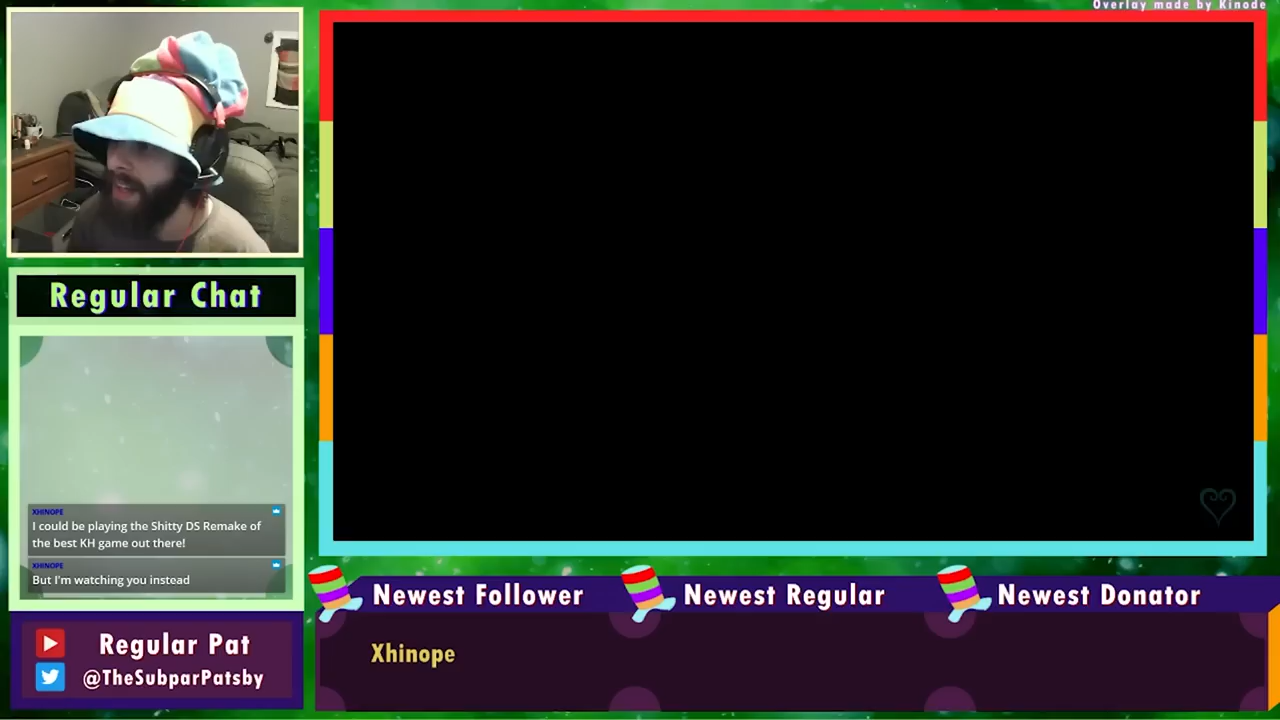 Overlay made by Kinode
Regular Chat
XHINOPE
I could be playing the Shitty DS Remake of
the best KH game out there!
XHINOPE
But I'm watching you instead
Regular Pat
@TheSubparPatsby
Newest Follower
Newest Regular
Newest Donator
Xhinope